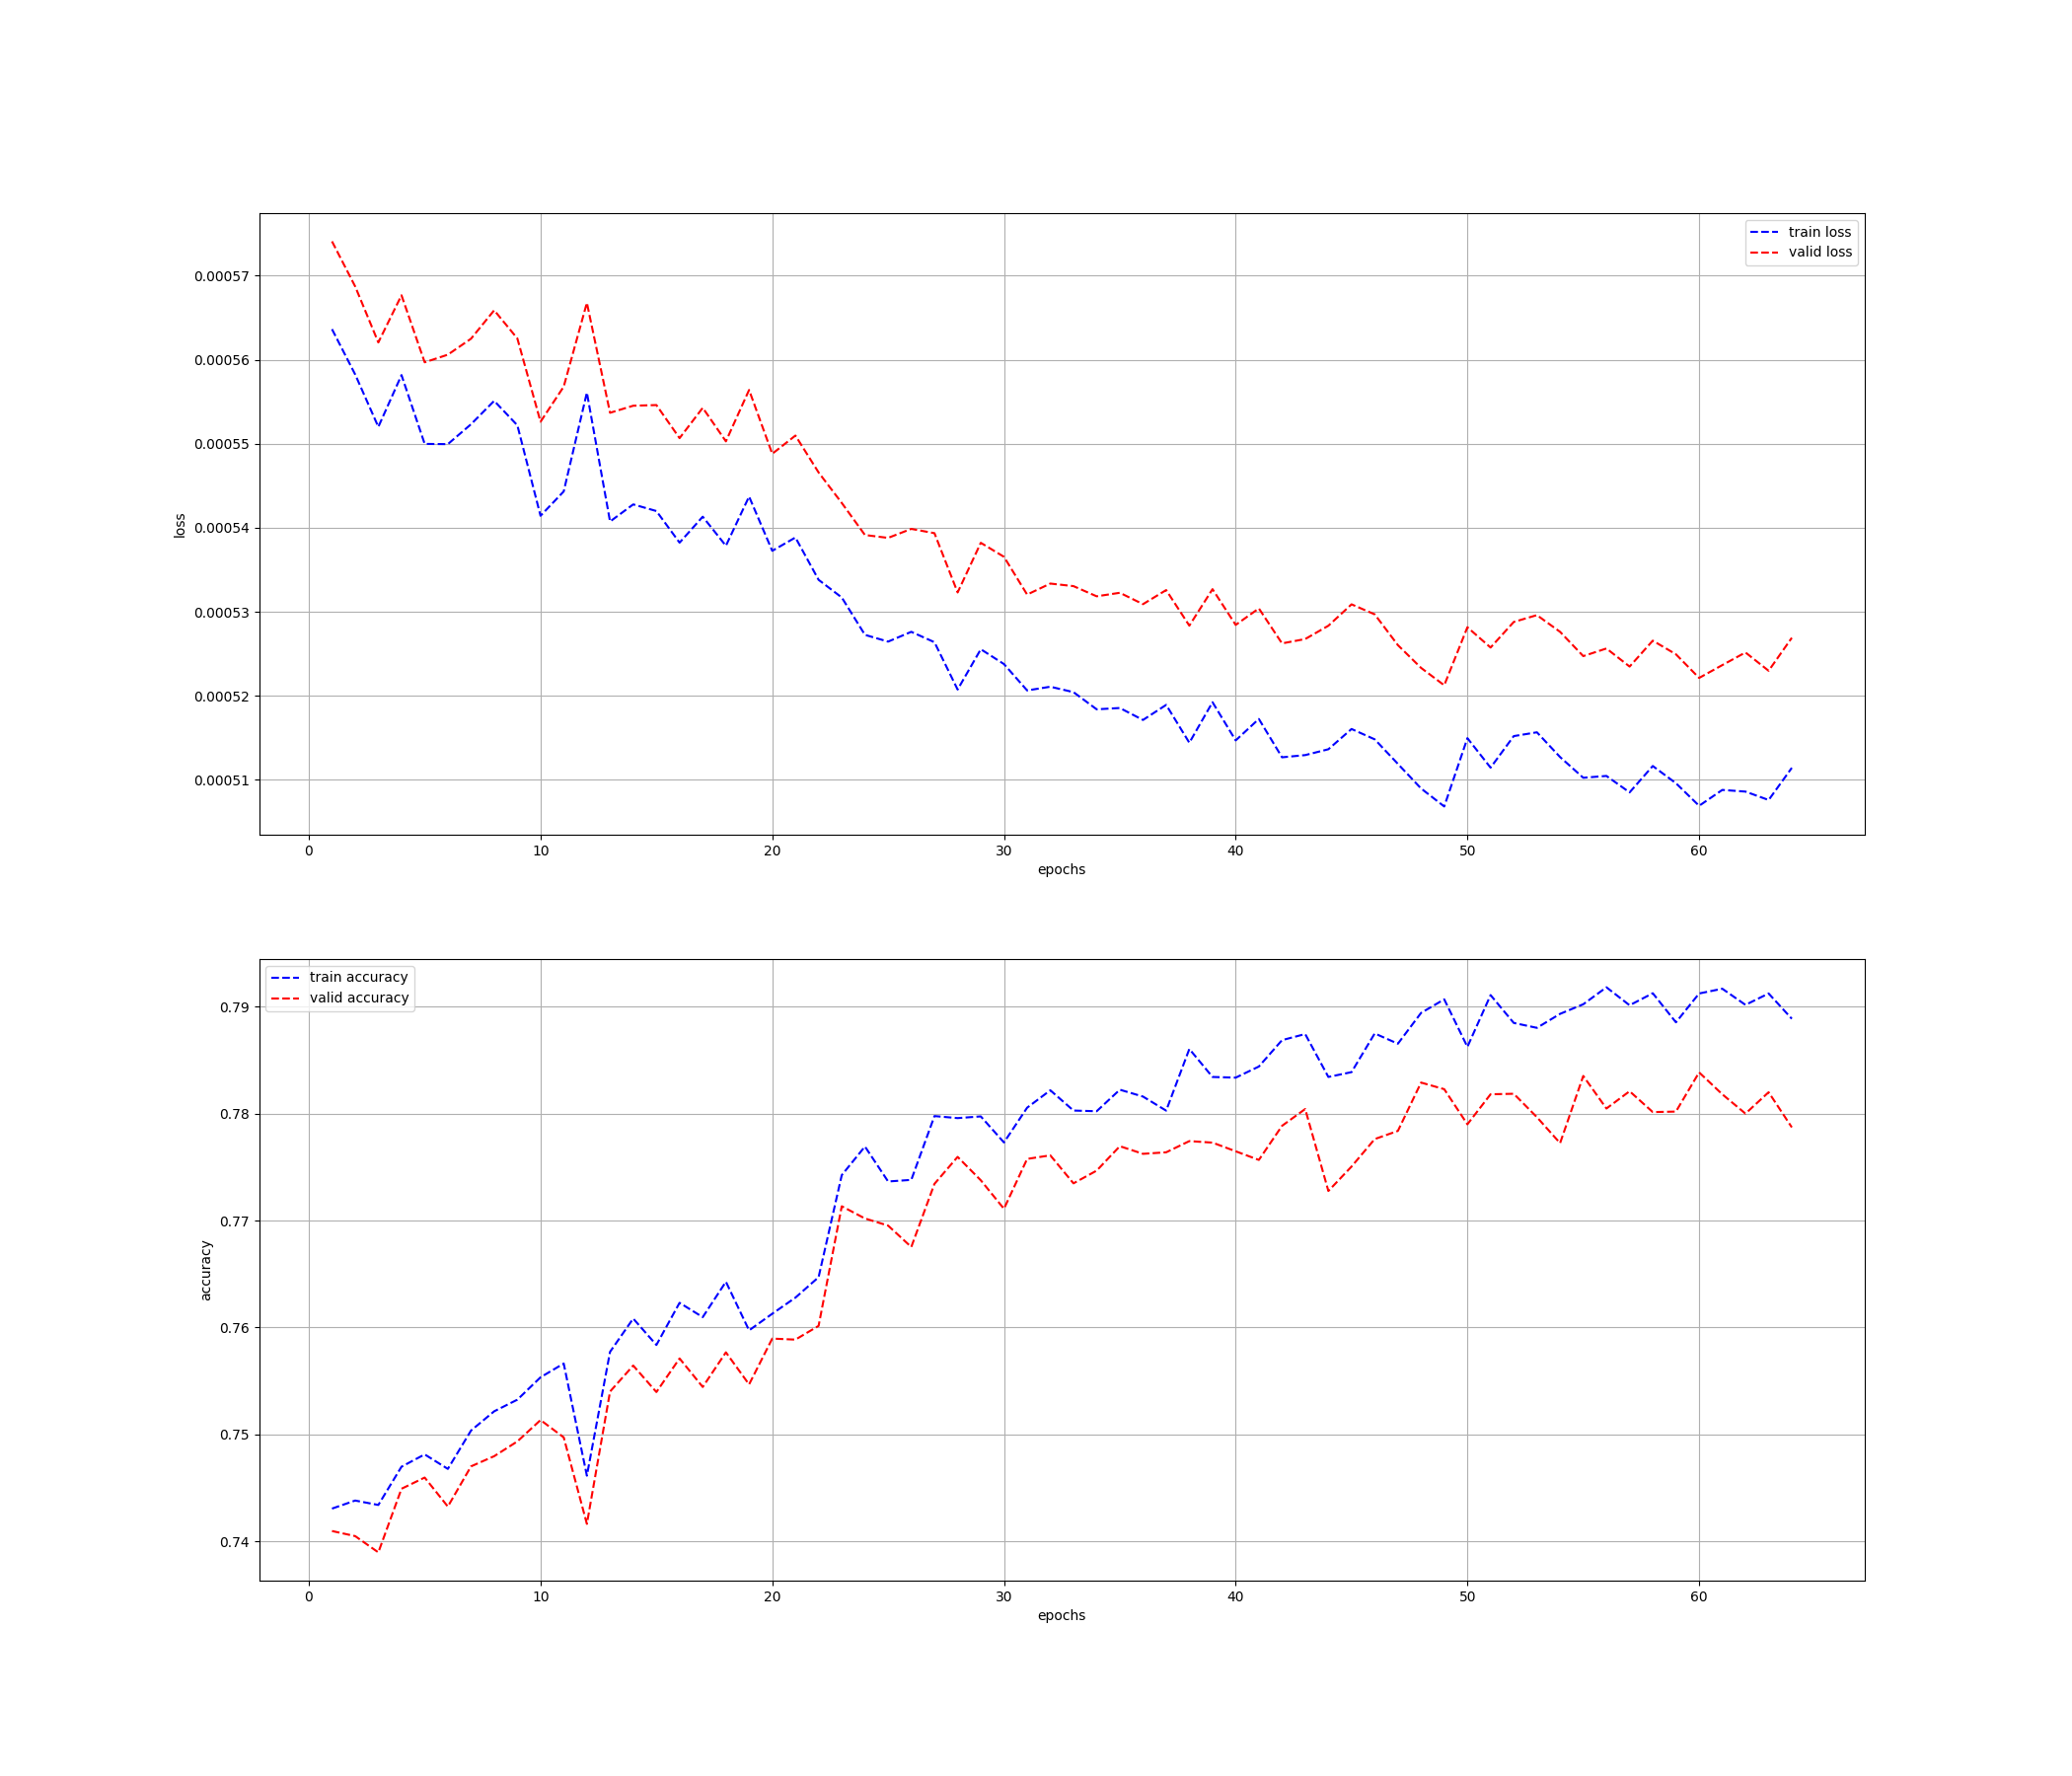 train loss
valid loss
0.00057
0.00056
0.00055
0.00054
0.00053
0.00052
0.00051
loss
0 10 20 30 40 50 60
epochs
train accuracy
valid accuracy
0.79
0.78
0.77
0.76
0.75
0.74
accuracy
0 10 20 30 40 50 60
epochs